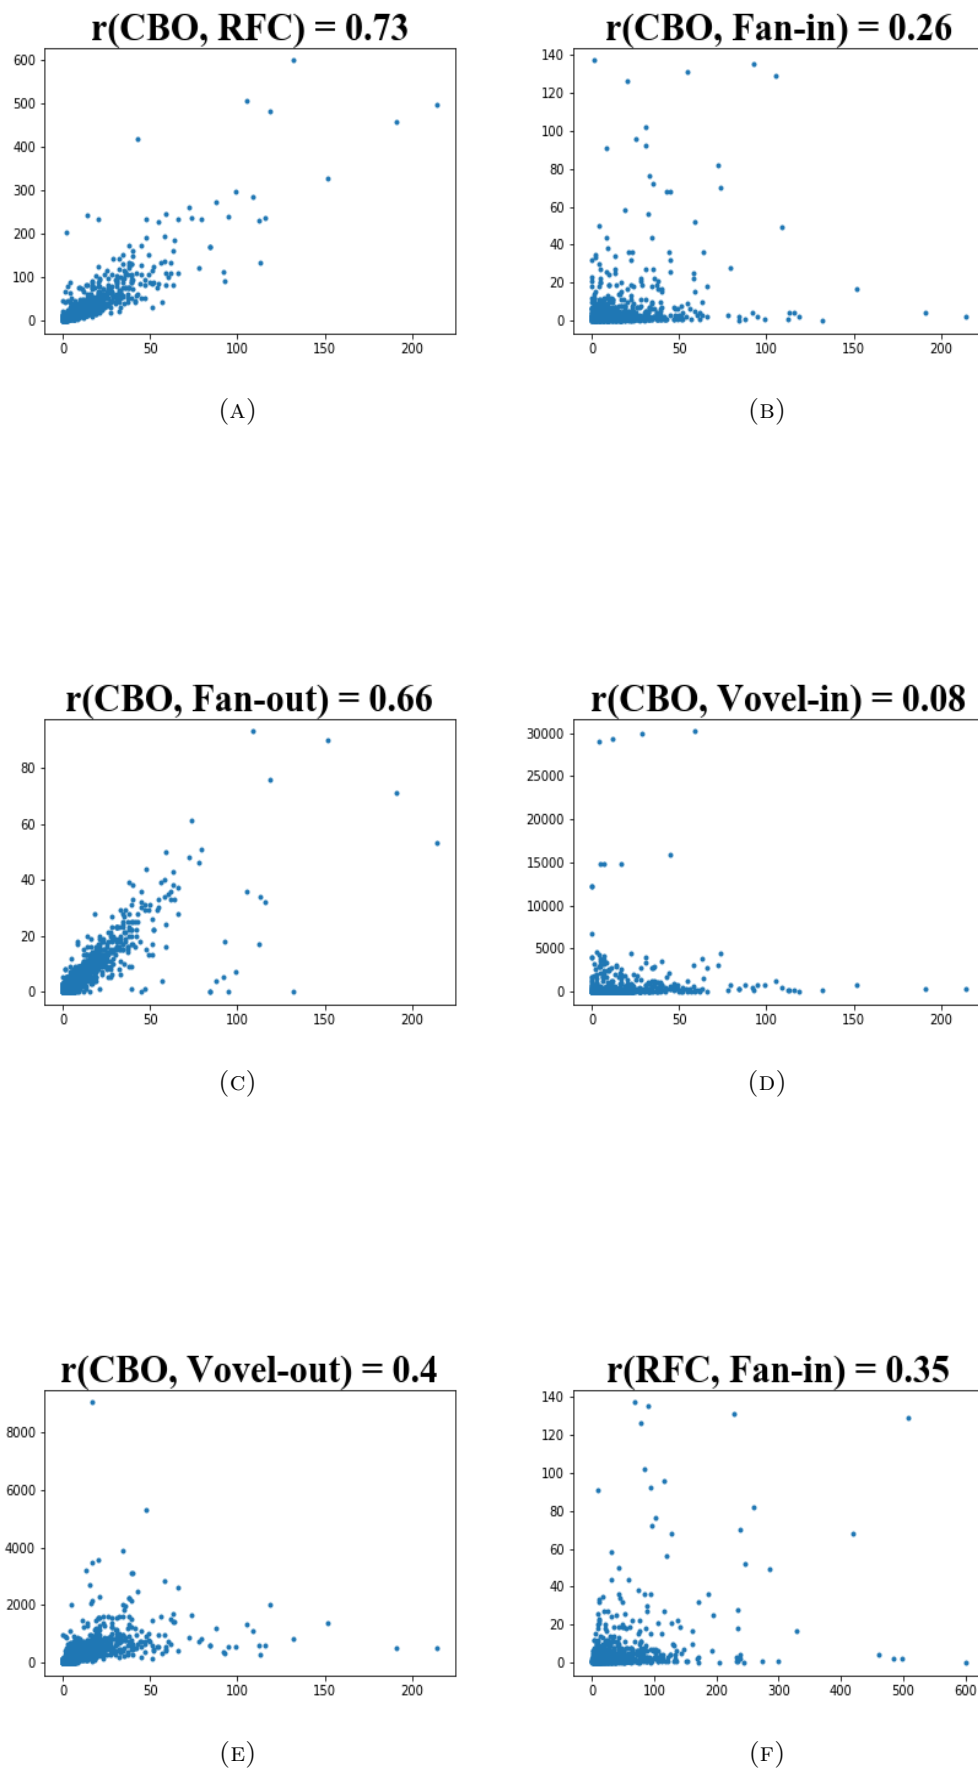 r(CBO, RFC) = 0.73
600
500
400
300
200
100
0
0 50 100 150 200
(A)
r(CBO, Fan-in) = 0.26
140
120
100
80
60
40
20
0
0 50 100 150 200
(B)
r(CBO, Fan-out) = 0.66
80
60
40
20
0
0 50 100 150 200
(C)
r(CBO, Vovel-in) = 0.08
30000
25000
20000
15000
10000
5000
0
0 50 100 150 200
(D)
r(CBO, Vovel-out) = 0.4
8000
6000
4000
2000
0
0 50 100 150 200
(E)
r(RFC, Fan-in) = 0.35
140
120
100
80
60
40
20
0
0 100 200 300 400 500 600
(F)